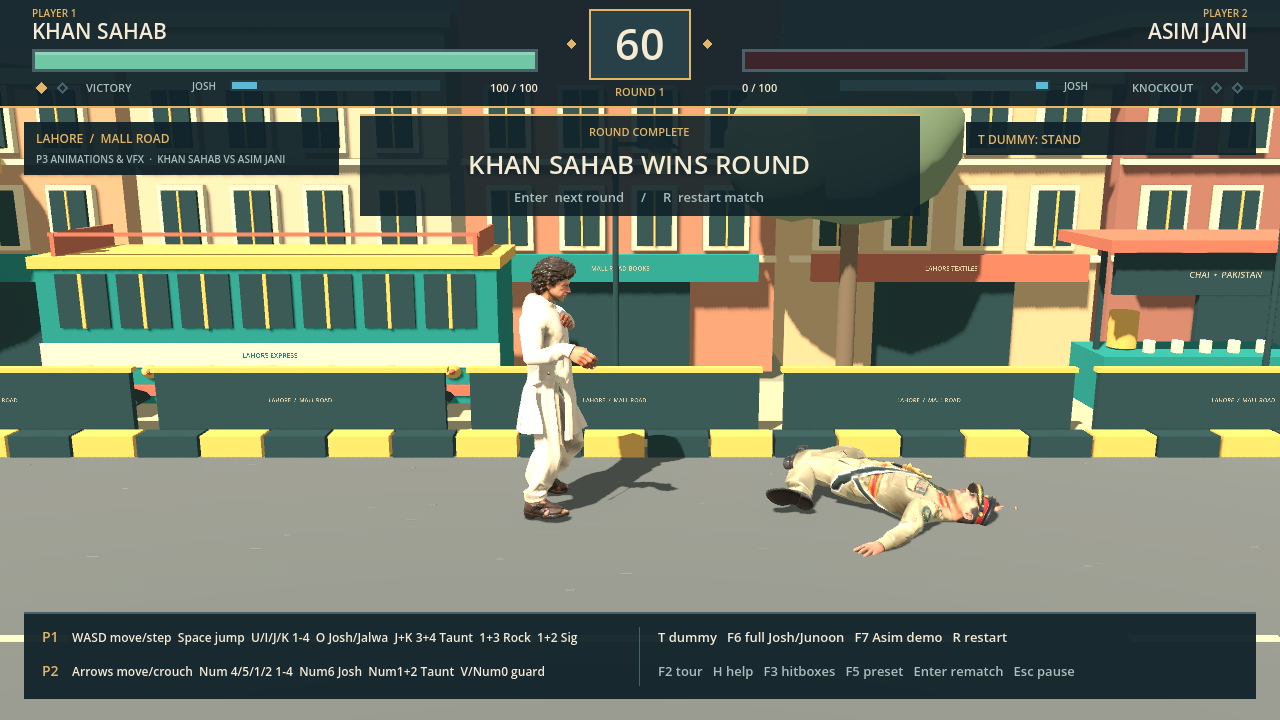 PLAYER 1
KHAN SAHAB
60
PLAYER 2
ASIM JANI
VICTORY
JOSH
100 / 100
ROUND 1
0 / 100
JOSH
KNOCKOUT
LAHORE / MALL ROAD
P3 ANIMATIONS & VFX · KHAN SAHAB VS ASIM JANI
ROUND COMPLETE
KHAN SAHAB WINS ROUND
Enter next round / R restart match
T DUMMY: STAND
MALL ROAD BOOKS
LAHORE TEXTILES
CHAI • PAKISTAN
LAHORE EXPRESS
ROAD
LAHORE / MALL ROAD
LAHORE / MALL ROAD
LAHORE / MALL ROAD
LAHORE / MALL ROAD
P1 WASD move/step Space jump U/I/J/K 1-4 O Josh/Jalwa J+K 3+4 Taunt 1+3 Rock 1+2 Sig
P2 Arrows move/crouch Num 4/5/1/2 1-4 Num6 Josh Num1+2 Taunt V/Num0 guard
T dummy F6 full Josh/Junoon F7 Asim demo R restart
F2 tour H help F3 hitboxes F5 preset Enter rematch Esc pause